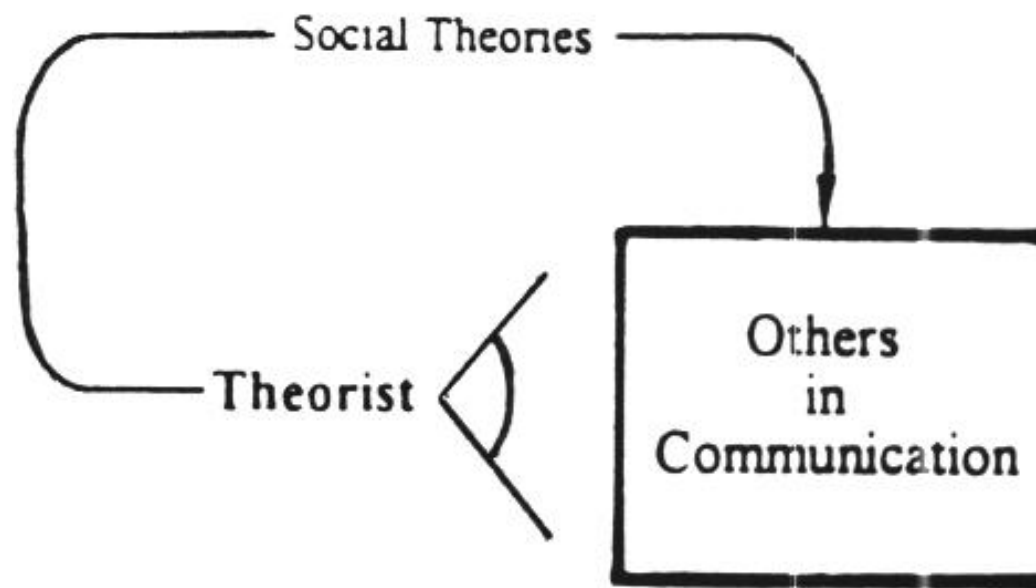 Social Theories
Theorist
Others
in
Communication